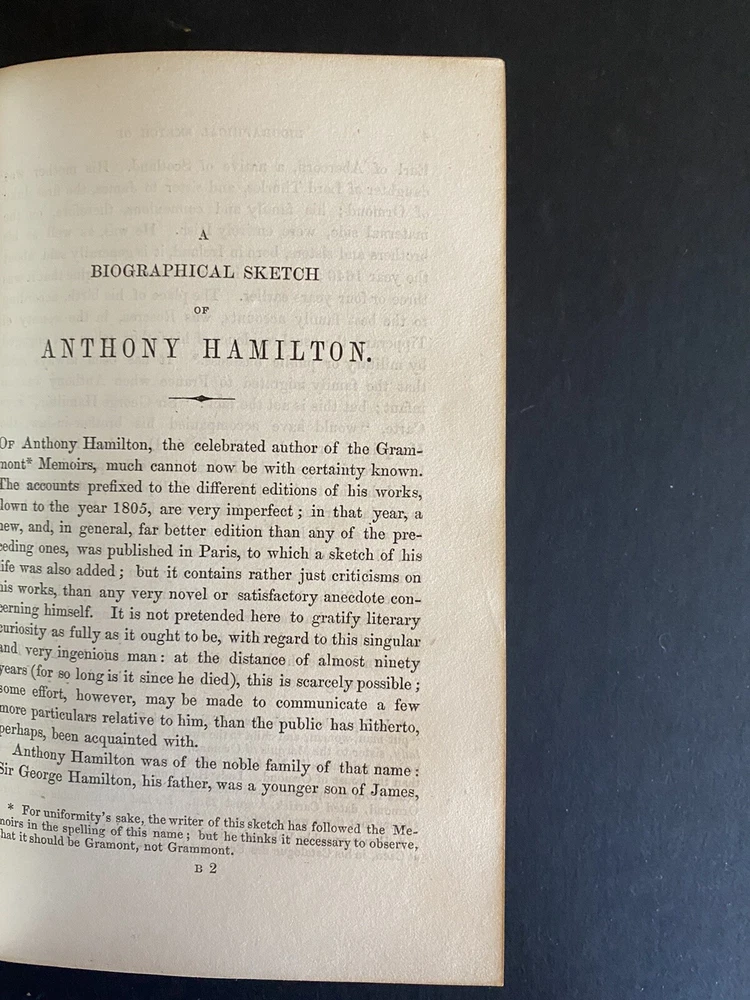 A
BIOGRAPHICAL SKETCH
OF
ANTHONY HAMILTON.
OF Anthony Hamilton, the celebrated author of the Gram-
mont* Memoirs, much cannot now be with certainty known.
The accounts prefixed to the different editions of his works,
down to the year 1805, are very imperfect; in that year, a
new, and, in general, far better edition than any of the pre-
ceding ones, was published in Paris, to which a sketch of his
life was also added; but it contains rather just criticisms on
his works, than any very novel or satisfactory anecdote con-
cerning himself. It is not pretended here to gratify literary
curiosity as fully as it ought to be, with regard to this singular
and very ingenious man: at the distance of almost ninety
years (for so long is it since he died), this is scarcely possible;
some effort, however, may be made to communicate a few
more particulars relative to him, than the public has hitherto,
perhaps, been acquainted with.
Anthony Hamilton was of the noble family of that name:
Sir George Hamilton, his father, was a younger son of James,
* For uniformity's sake, the writer of this sketch has followed the Me-
moirs in the spelling of this name; but he thinks it necessary to observe,
that it should be Gramont, not Grammont.
B 2